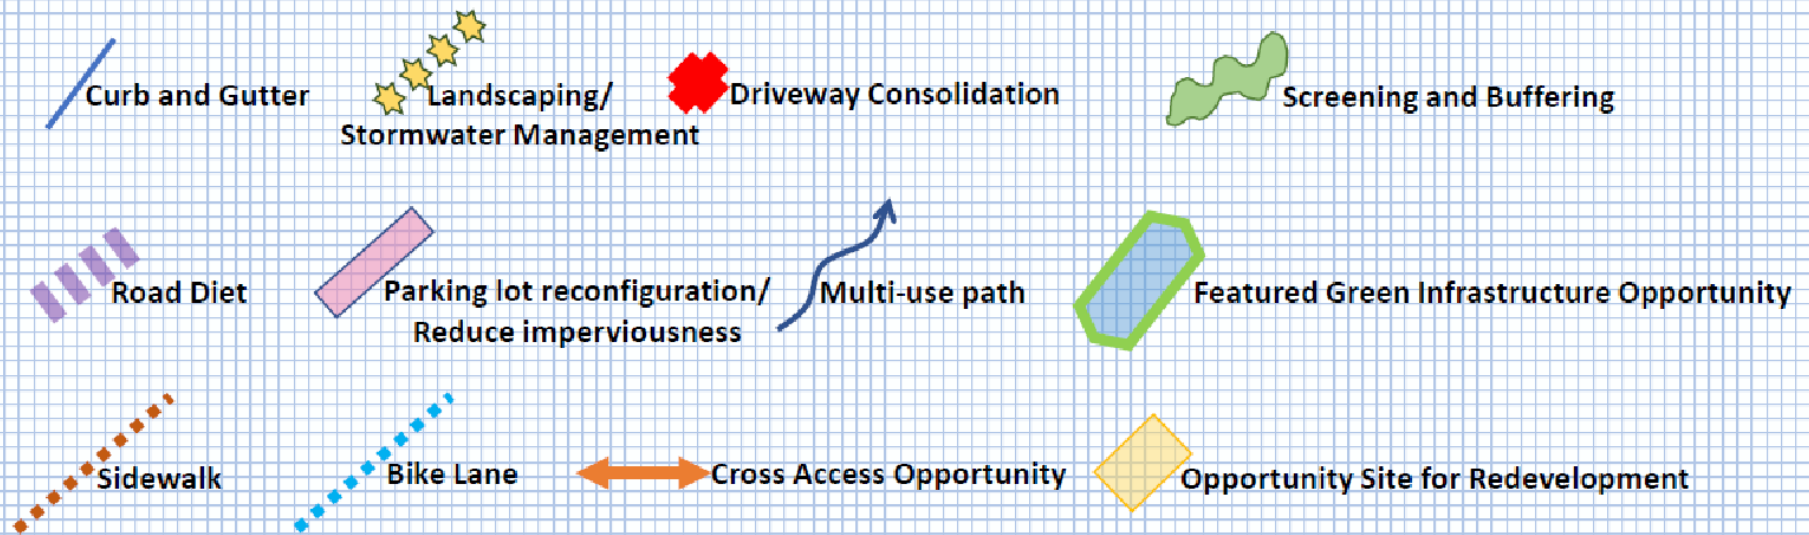 Curb and Gutter
Landscaping/
Stormwater Management
Driveway Consolidation
Screening and Buffering
Road Diet
Parking lot reconfiguration/
Reduce imperviousness
Multi-use path
Featured Green Infrastructure Opportunity
Sidewalk
Bike Lane
Cross Access Opportunity
Opportunity Site for Redevelopment